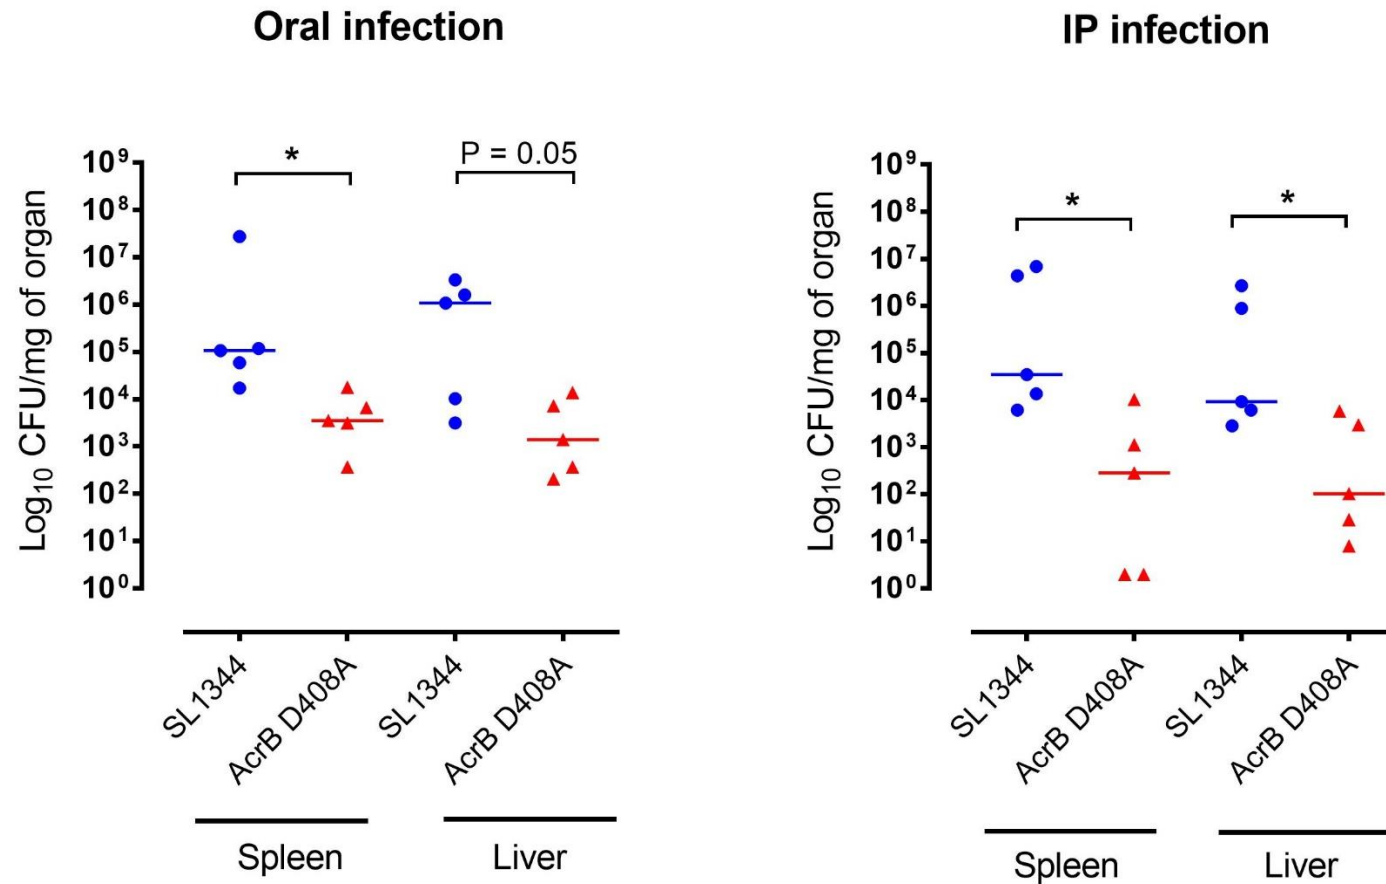 Oral infection
Log₁₀ CFU/mg of organ
10⁹
10⁸
10⁷
10⁶
10⁵
10⁴
10³
10²
10¹
10⁰
*
P = 0.05
SL1344
AcrB D408A
SL1344
AcrB D408A
Spleen
Liver
IP infection
Log₁₀ CFU/mg of organ
10⁹
10⁸
10⁷
10⁶
10⁵
10⁴
10³
10²
10¹
10⁰
*
*
SL1344
AcrB D408A
SL1344
AcrB D408A
Spleen
Liver